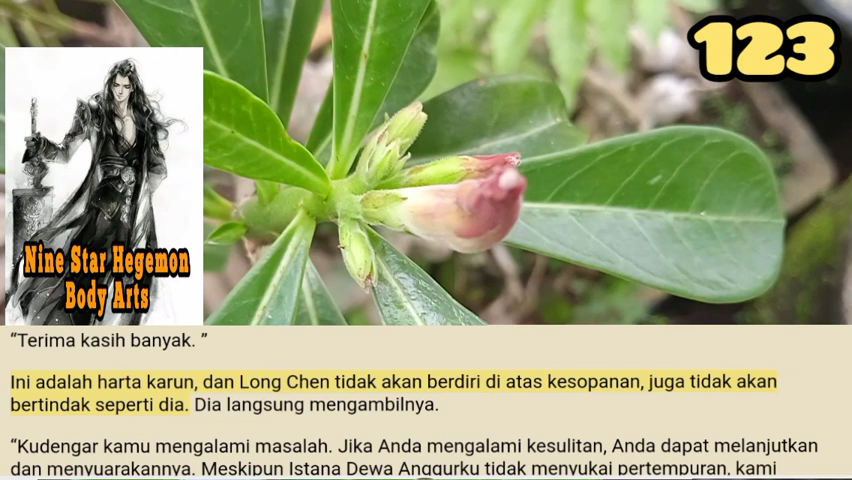 123
Nine Star Hegemon
Body Arts
“Terima kasih banyak. ”
Ini adalah harta karun, dan Long Chen tidak akan berdiri di atas kesopanan, juga tidak akan
bertindak seperti dia. Dia langsung mengambilnya.
“Kudengar kamu mengalami masalah. Jika Anda mengalami kesulitan, Anda dapat melanjutkan
dan menyuarakannya. Meskipun Istana Dewa Anggurku tidak menyukai pertempuran, kami